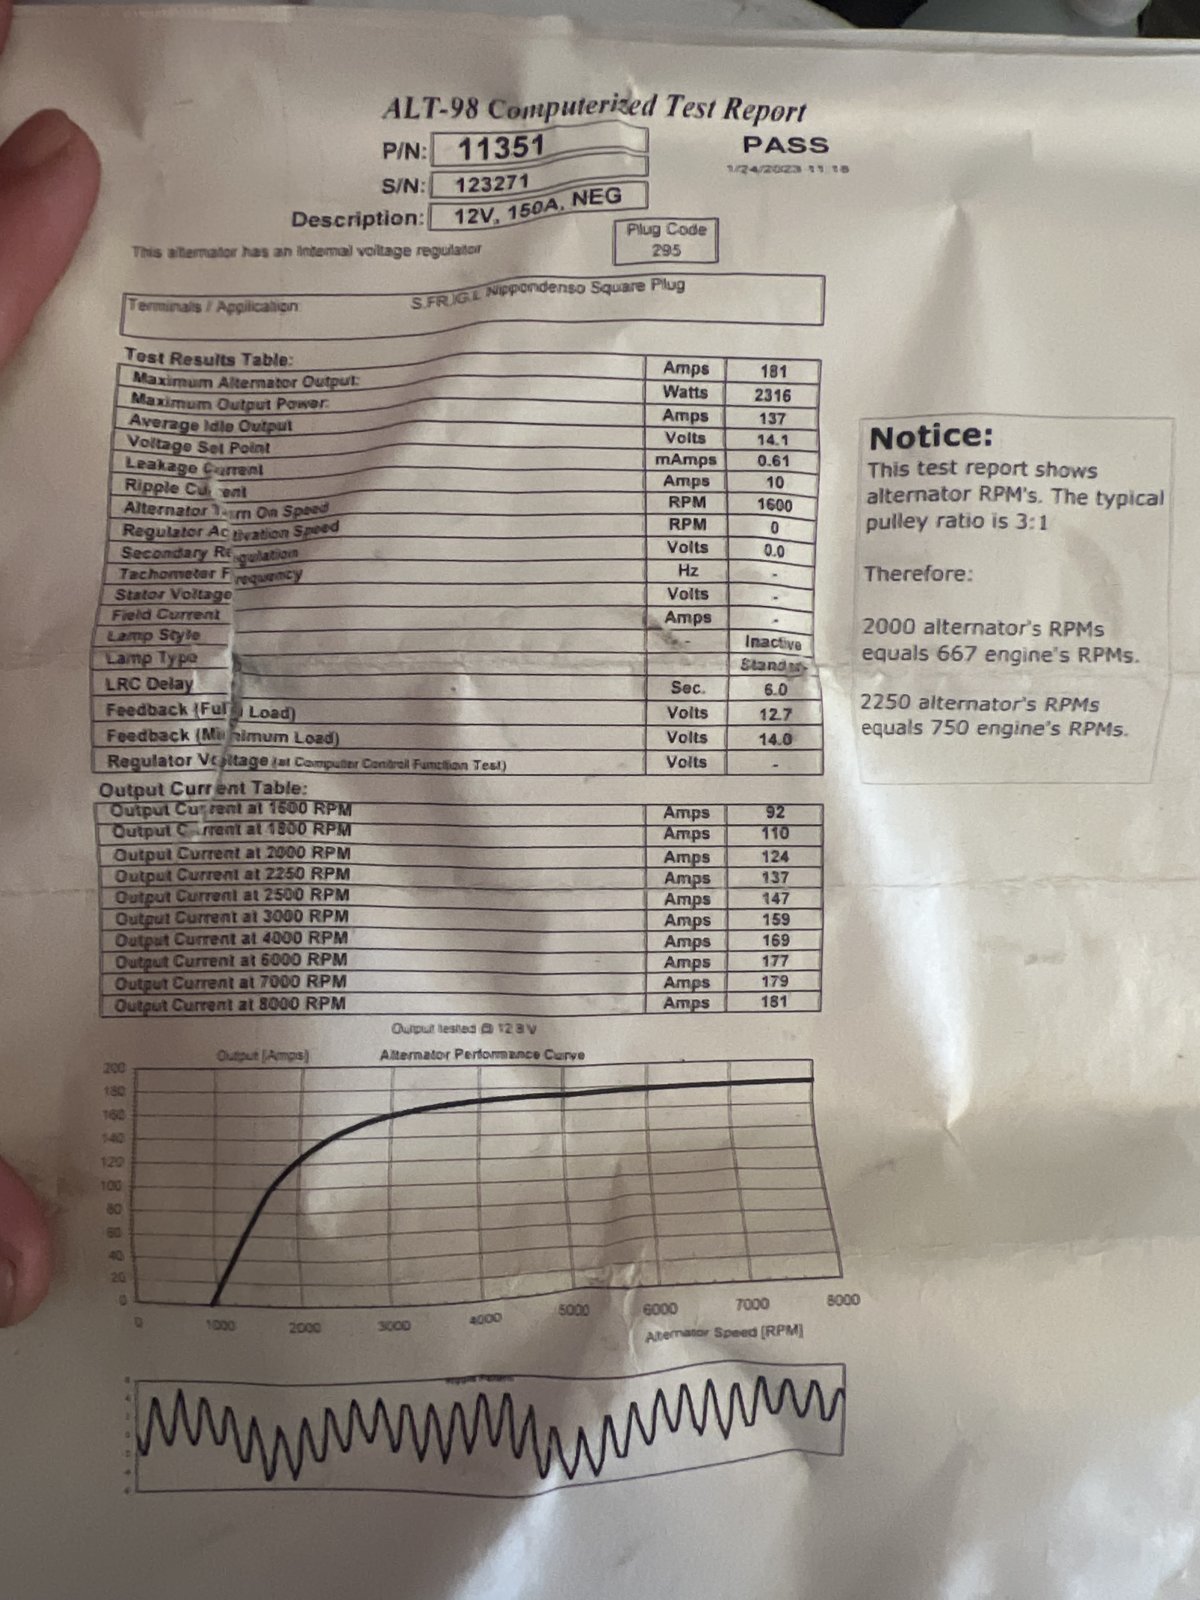 ALT-98 Computerized Test Report
P/N: 11351
PASS
1/24/2023 11:18
S/N: 123271
Description: 12V, 150A, NEG
Plug Code
295
This alternator has an internal voltage regulator
Terminals / Application: S,FR,IG,L Nippondenso Square Plug
Test Results Table:
Maximum Alternator Output: Amps 181
Maximum Output Power: Watts 2316
Average Idle Output Amps 137
Voltage Set Point Volts 14.1
Leakage Current mAmps 0.61
Ripple Current Amps 10
Alternator Turn On Speed RPM 1600
Regulator Activation Speed RPM 0
Secondary Regulation Volts 0.0
Tachometer Frequency Hz -
Stator Voltage Volts -
Field Current Amps -
Lamp Style - Inactive
Lamp Type
LRC Delay Sec. 6.0
Feedback (Full Load) Volts 12.7
Feedback (Minimum Load) Volts 14.0
Regulator Voltage (at Computer Control Function Test) Volts -
Output Current Table:
Output Current at 1600 RPM Amps 92
Output Current at 1800 RPM Amps 110
Output Current at 2000 RPM Amps 124
Output Current at 2250 RPM Amps 137
Output Current at 2500 RPM Amps 147
Output Current at 3000 RPM Amps 159
Output Current at 4000 RPM Amps 169
Output Current at 6000 RPM Amps 177
Output Current at 7000 RPM Amps 179
Output Current at 8000 RPM Amps 181
Output tested @ 12.8 V
Notice:
This test report shows
alternator RPM's. The typical
pulley ratio is 3:1
Therefore:
2000 alternator's RPMs
equals 667 engine's RPMs.
2250 alternator's RPMs
equals 750 engine's RPMs.
Output [Amps] Alternator Performance Curve
200
180
160
140
120
100
80
60
40
20
0
0 1000 2000 3000 4000 5000 6000 7000 8000
Alternator Speed [RPM]
Ripple Pattern